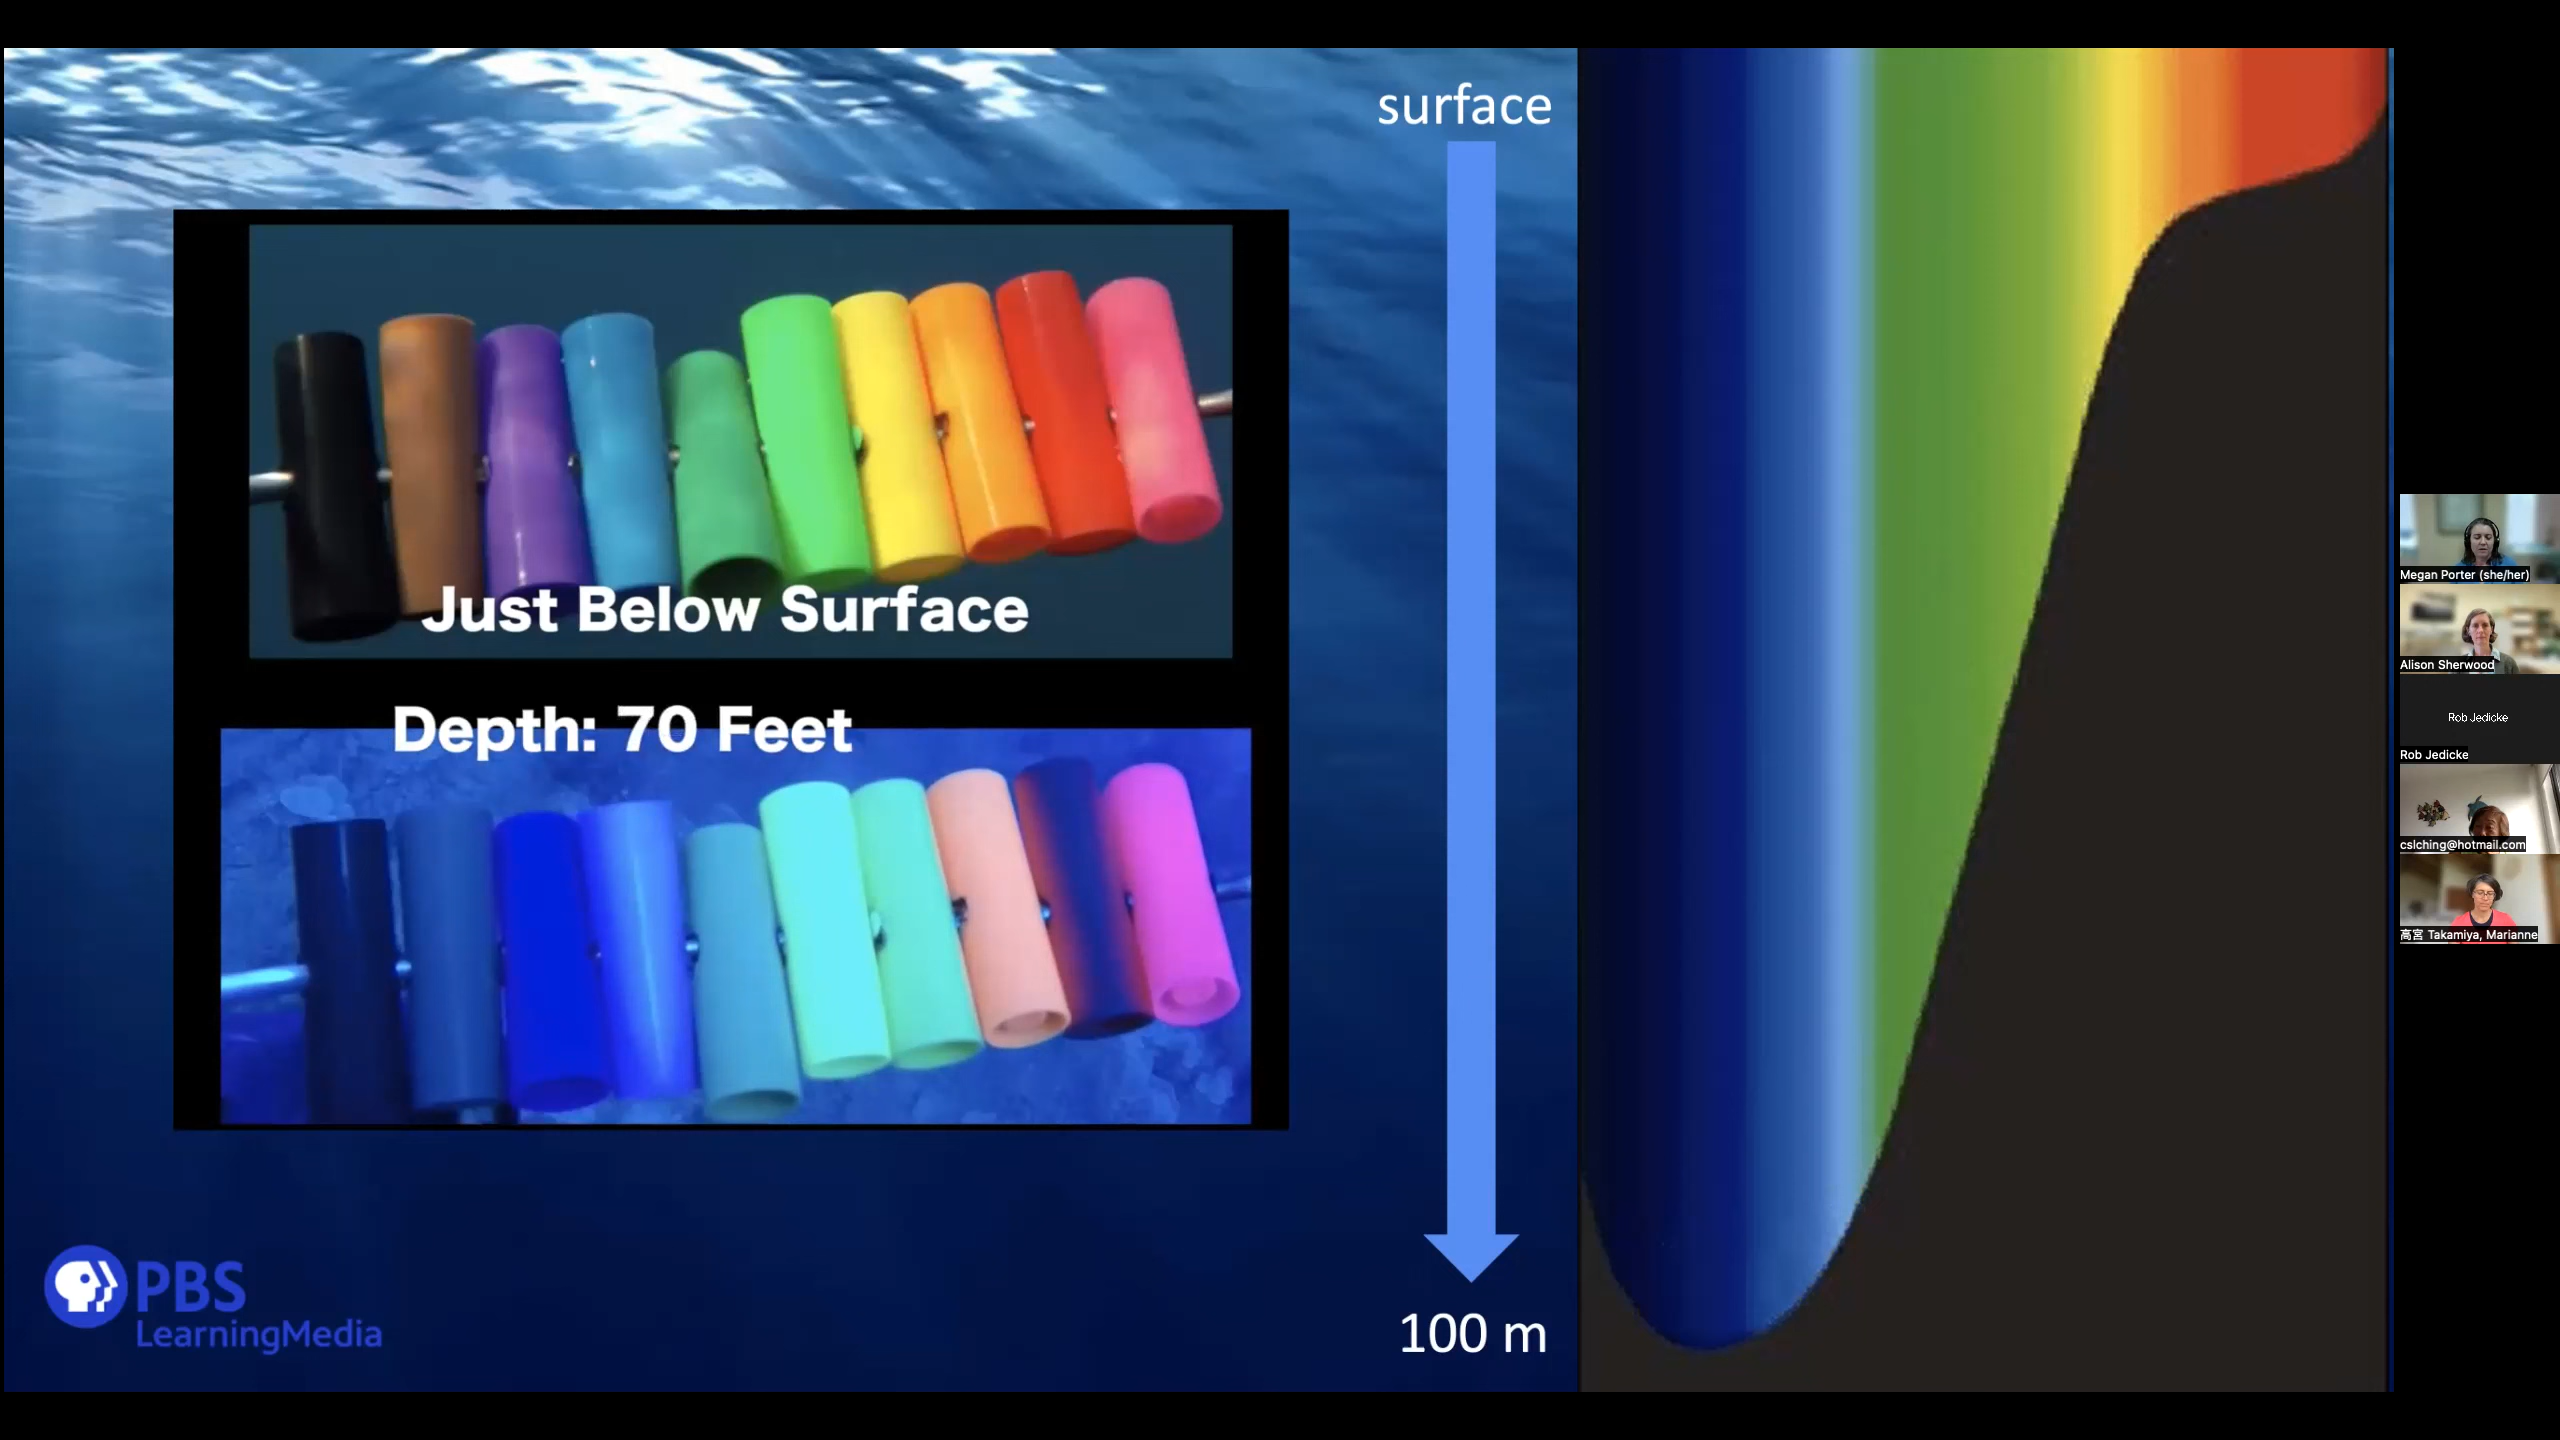 surface
Just Below Surface
Depth: 70 Feet
100 m
PBS
LearningMedia
Megan Porter (she/her)
Alison Sherwood
Rob Jedicke
Rob Jedicke
cslching@hotmail.com
高宮 Takamiya, Marianne